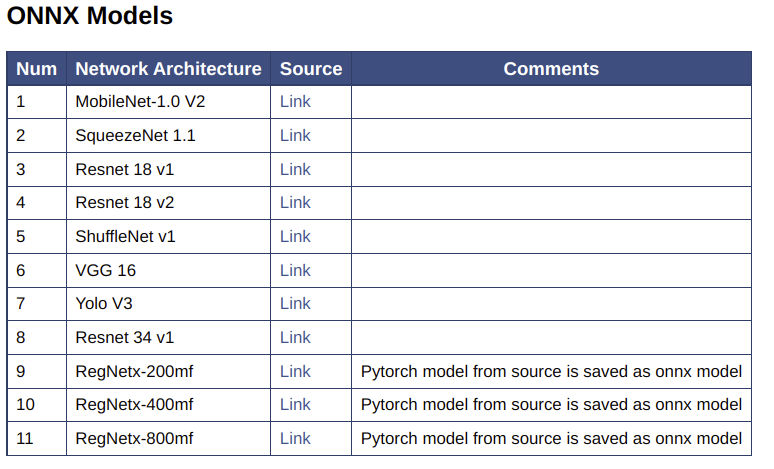 ONNX Models
Num Network Architecture Source Comments
1 MobileNet-1.0 V2 Link
2 SqueezeNet 1.1 Link
3 Resnet 18 v1 Link
4 Resnet 18 v2 Link
5 ShuffleNet v1 Link
6 VGG 16 Link
7 Yolo V3 Link
8 Resnet 34 v1 Link
9 RegNetx-200mf Link Pytorch model from source is saved as onnx model
10 RegNetx-400mf Link Pytorch model from source is saved as onnx model
11 RegNetx-800mf Link Pytorch model from source is saved as onnx model